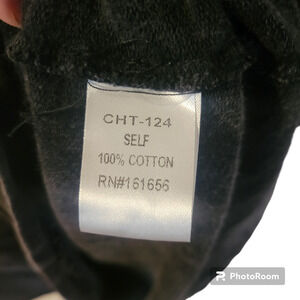 CHT-124
SELF
100% COTTON
RN#161656
PhotoRoom